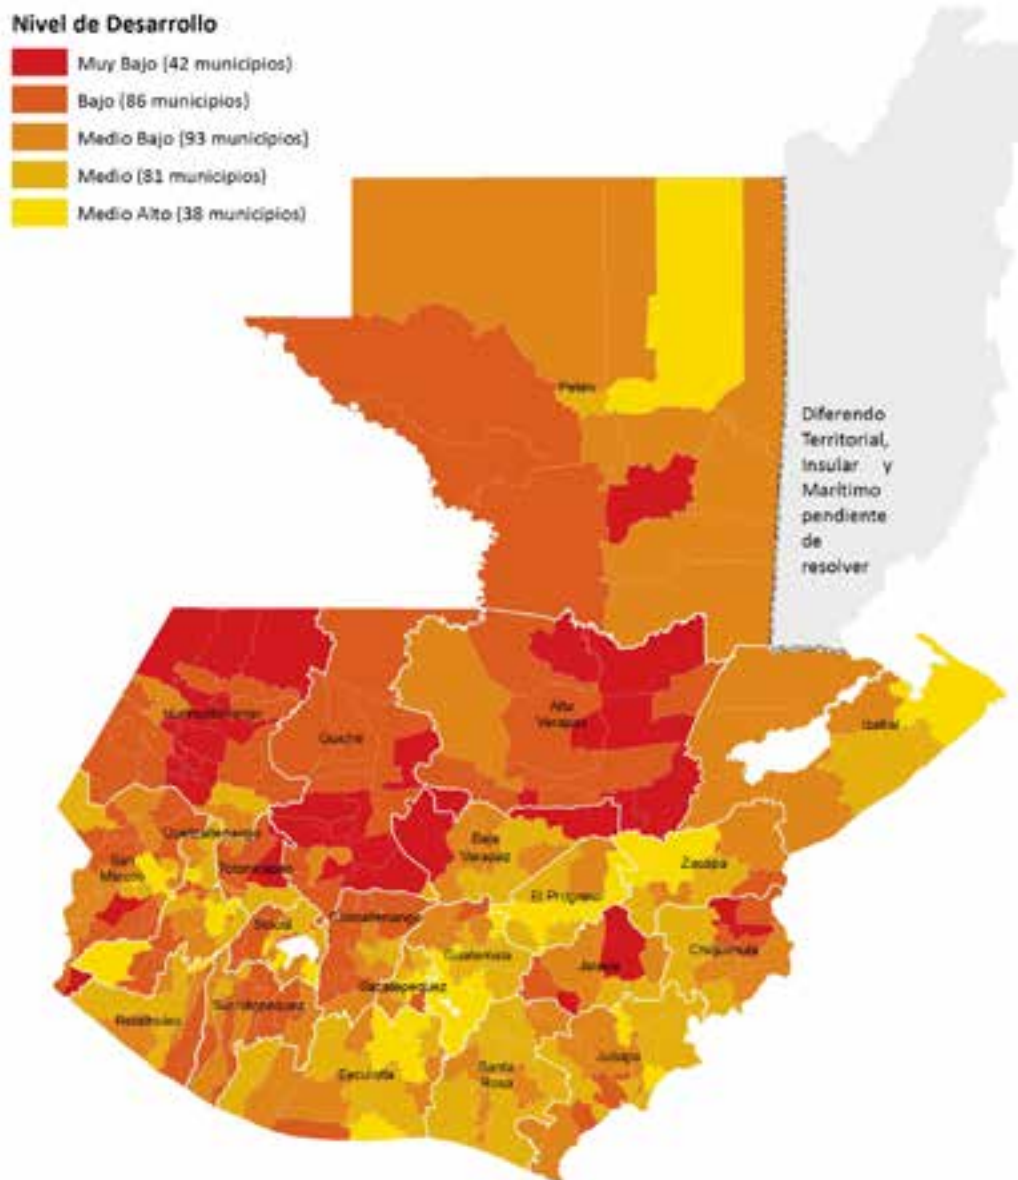 Nivel de Desarrollo
Muy Bajo (42 municipios)
Bajo (86 municipios)
Medio Bajo (93 municipios)
Medio (81 municipios)
Medio Alto (38 municipios)
Petén
Diferendo
Territorial,
Insular y
Marítimo
pendiente
de
resolver
Huehuetenango
Quiché
Alta
Verapaz
Izabal
Quetzaltenango
San
Marcos
Totonicapán
Baja
Verapaz
Zacapa
El Progreso
Sololá
Chimaltenango
Guatemala
Jalapa
Chiquimula
Sacatepéquez
Retalhuleu
Suchitepéquez
Escuintla
Santa
Rosa
Jutiapa